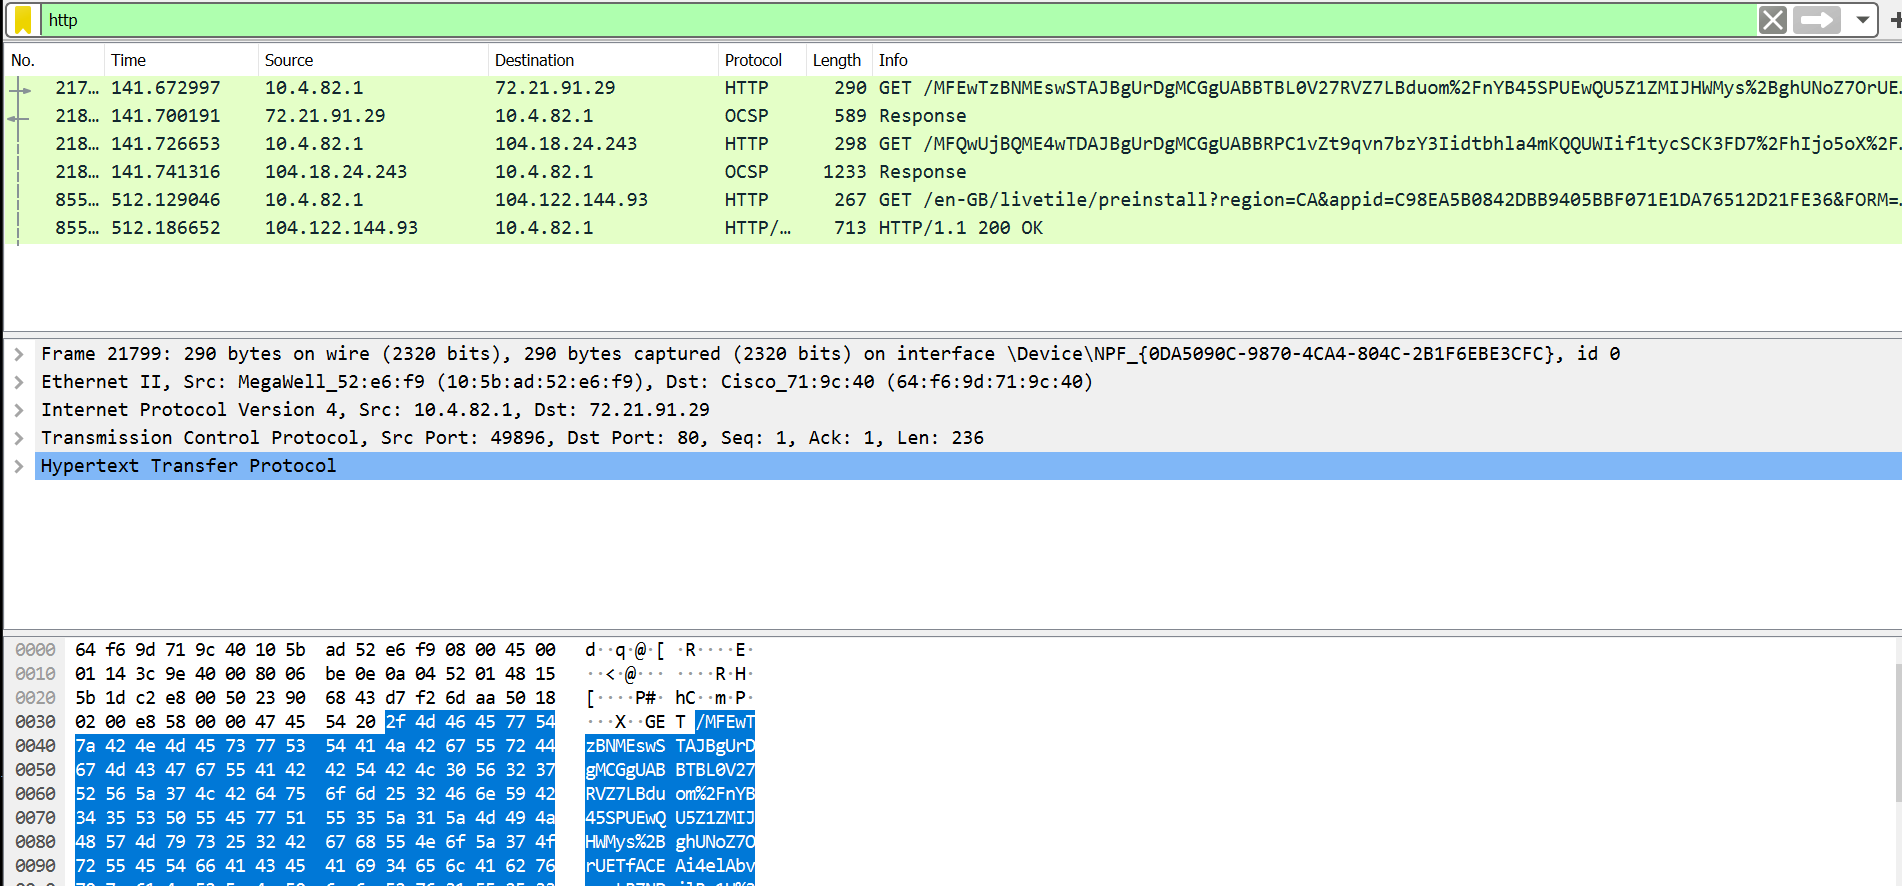 http
No. Time Source Destination Protocol Length Info
217… 141.672997 10.4.82.1 72.21.91.29 HTTP 290 GET /MFEwTzBNMEswSTAJBgUrDgMCGgUABBTBL0V27RVZ7LBduom%2FnYB45SPUEwQU5Z1ZMIJHWMys%2BghUNoZ7OrUE…
218… 141.700191 72.21.91.29 10.4.82.1 OCSP 589 Response
218… 141.726653 10.4.82.1 104.18.24.243 HTTP 298 GET /MFQwUjBQME4wTDAJBgUrDgMCGgUABBRPC1vZt9qvn7bzY3Iidtbhla4mKQQUWIif1tycSCK3FD7%2FhIjo5oX%2F…
218… 141.741316 104.18.24.243 10.4.82.1 OCSP 1233 Response
855… 512.129046 10.4.82.1 104.122.144.93 HTTP 267 GET /en-GB/livetile/preinstall?region=CA&appid=C98EA5B0842DBB9405BBF071E1DA76512D21FE36&FORM=…
855… 512.186652 104.122.144.93 10.4.82.1 HTTP/… 713 HTTP/1.1 200 OK
Frame 21799: 290 bytes on wire (2320 bits), 290 bytes captured (2320 bits) on interface \Device\NPF_{0DA5090C-9870-4CA4-804C-2B1F6EBE3CFC}, id 0
Ethernet II, Src: MegaWell_52:e6:f9 (10:5b:ad:52:e6:f9), Dst: Cisco_71:9c:40 (64:f6:9d:71:9c:40)
Internet Protocol Version 4, Src: 10.4.82.1, Dst: 72.21.91.29
Transmission Control Protocol, Src Port: 49896, Dst Port: 80, Seq: 1, Ack: 1, Len: 236
Hypertext Transfer Protocol
0000 64 f6 9d 71 9c 40 10 5b ad 52 e6 f9 08 00 45 00 d··q·@·[ ·R····E·
0010 01 14 3c 9e 40 00 80 06 be 0e 0a 04 52 01 48 15 ··<·@··· ····R·H·
0020 5b 1d c2 e8 00 50 23 90 68 43 d7 f2 6d aa 50 18 [····P#· hC··m·P·
0030 02 00 e8 58 00 00 47 45 54 20 2f 4d 46 45 77 54 ···X··GE T /MFEwT
0040 7a 42 4e 4d 45 73 77 53 54 41 4a 42 67 55 72 44 zBNMEswS TAJBgUrD
0050 67 4d 43 47 67 55 41 42 42 54 42 4c 30 56 32 37 gMCGgUAB BTBL0V27
0060 52 56 5a 37 4c 42 64 75 6f 6d 25 32 46 6e 59 42 RVZ7LBdu om%2FnYB
0070 34 35 53 50 55 45 77 51 55 35 5a 31 5a 4d 49 4a 45SPUEwQ U5Z1ZMIJ
0080 48 57 4d 79 73 25 32 42 67 68 55 4e 6f 5a 37 4f HWMys%2B ghUNoZ7O
0090 72 55 45 54 66 41 43 45 41 69 34 65 6c 41 62 76 rUETfACE Ai4elAbv